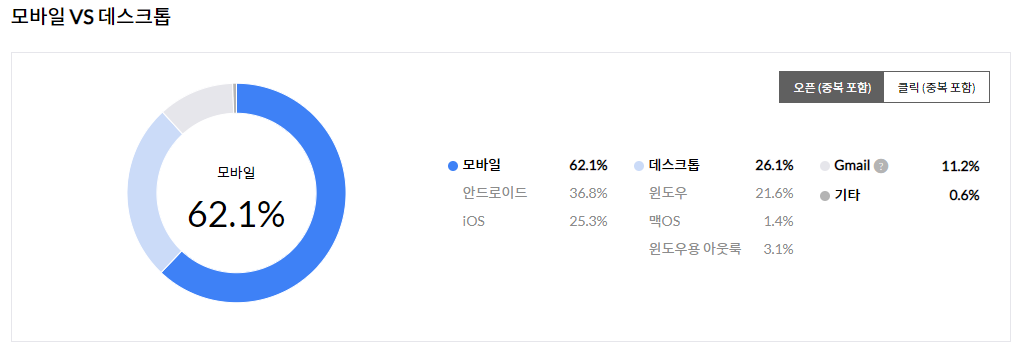 모바일 VS 데스크톱
오픈 (중복 포함) 클릭 (중복 포함)
모바일
62.1%
모바일 62.1%
안드로이드 36.8%
iOS 25.3%
데스크톱 26.1%
윈도우 21.6%
맥OS 1.4%
윈도우용 아웃룩 3.1%
Gmail ? 11.2%
기타 0.6%